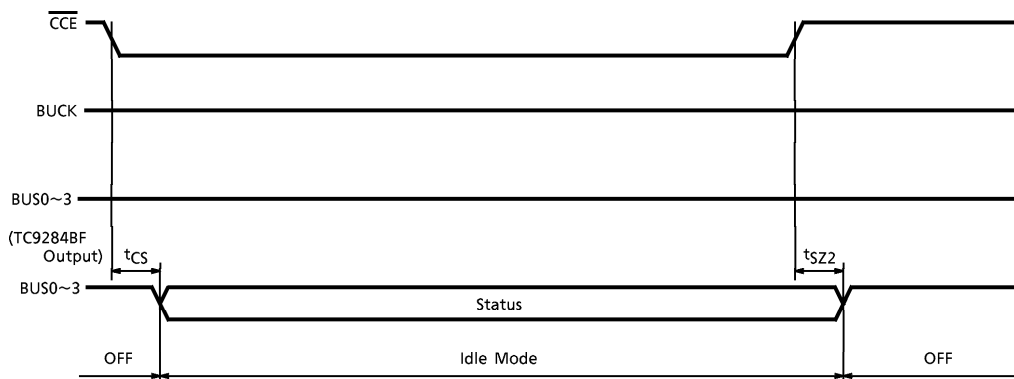 CCE
BUCK
BUS0~3
(TC9284BF
Output)
tCS
tSZ2
BUS0~3
Status
OFF
Idle Mode
OFF